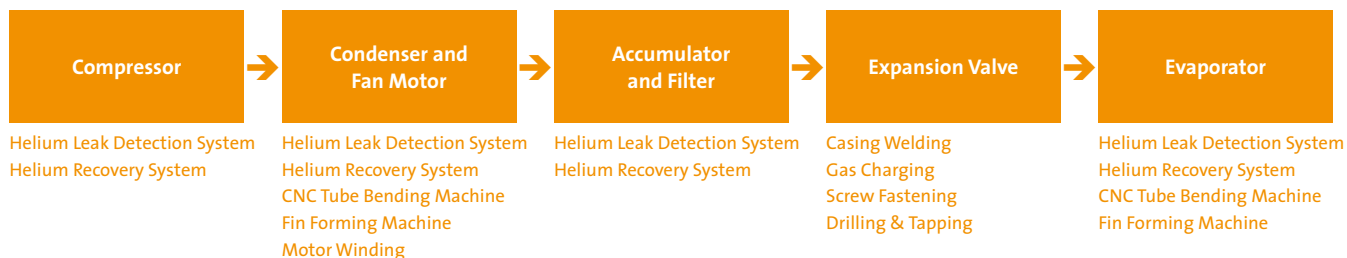 Compressor
Helium Leak Detection System
Helium Recovery System
Condenser and
Fan Motor
Helium Leak Detection System
Helium Recovery System
CNC Tube Bending Machine
Fin Forming Machine
Motor Winding
Accumulator
and Filter
Helium Leak Detection System
Helium Recovery System
Expansion Valve
Casing Welding
Gas Charging
Screw Fastening
Drilling & Tapping
Evaporator
Helium Leak Detection System
Helium Recovery System
CNC Tube Bending Machine
Fin Forming Machine